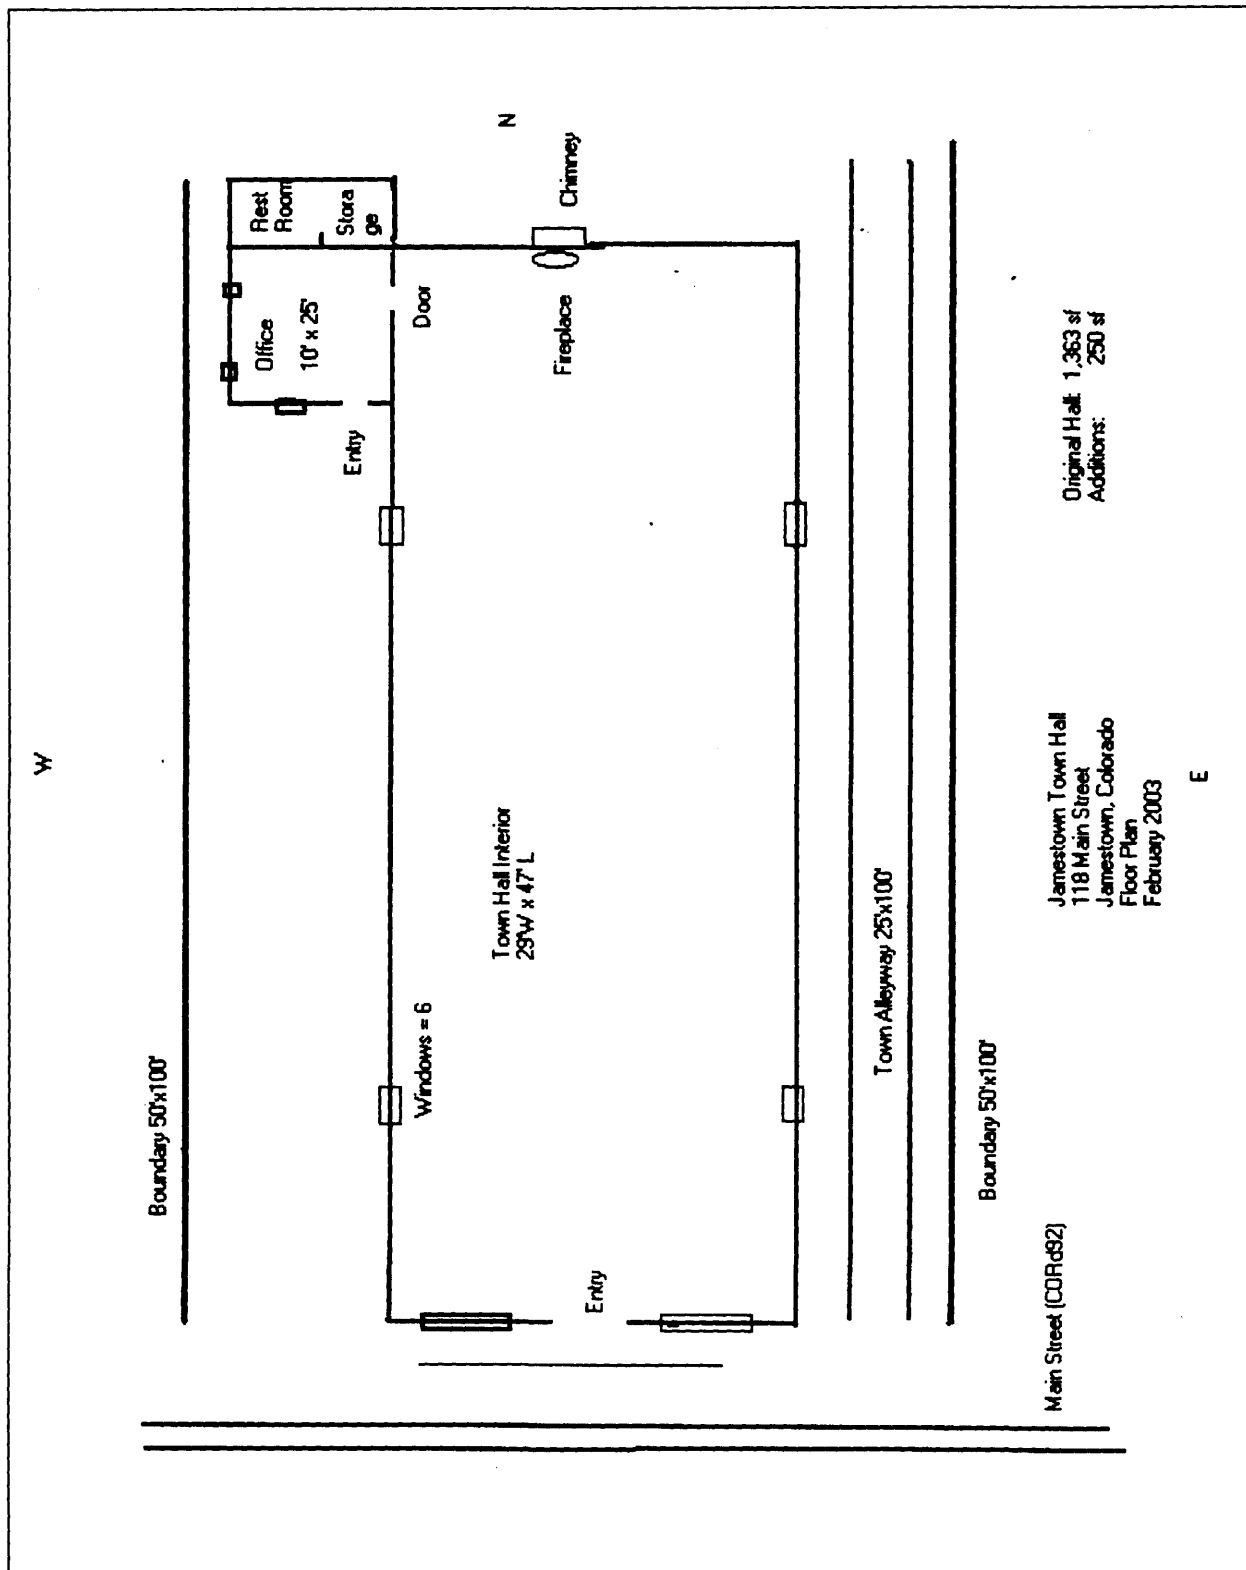 W
N
Boundary 50'x100'
Rest
Room
Stora
ge
Office
10' x 25'
Entry
Door
Chimney
Fireplace
Windows = 6
Town Hall Interior
29'W x 47' L
Entry
Town Alleyway 25'x100'
Boundary 50'x100'
Main Street (CORd92)
Jamestown Town Hall
118 Main Street
Jamestown, Colorado
Floor Plan
February 2003
Original Hall: 1,363 sf
Additions: 250 sf
E